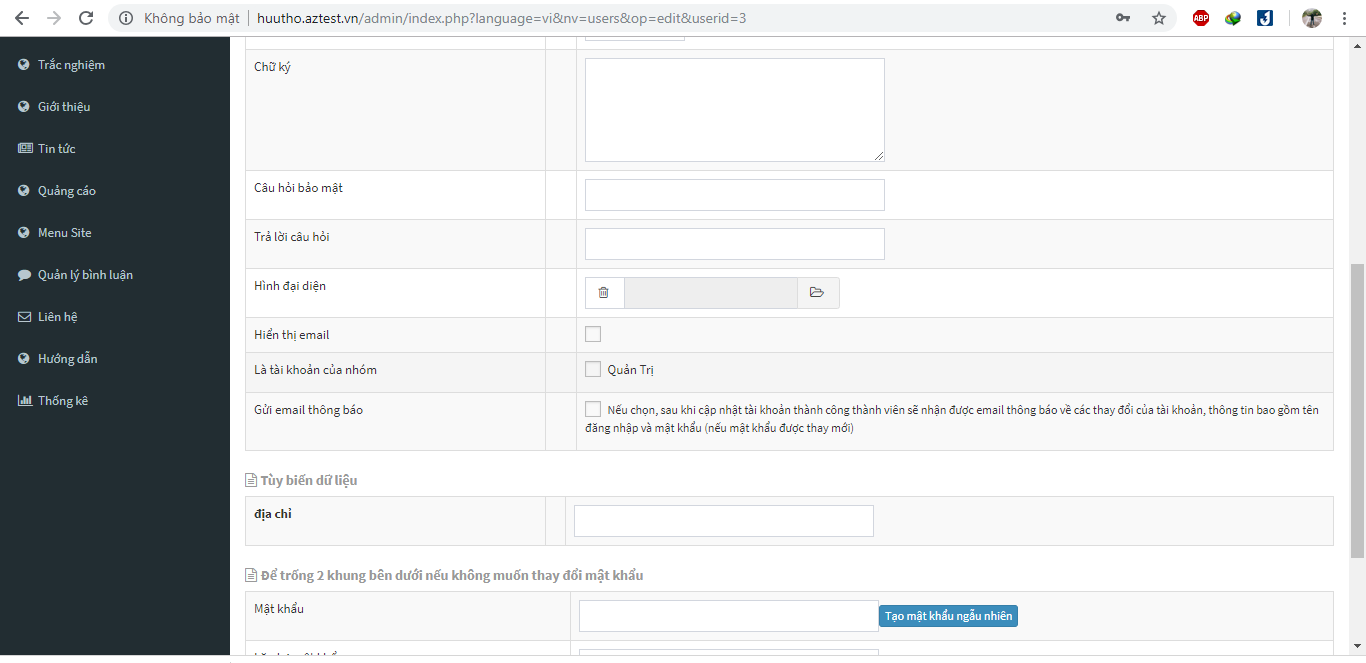 Không bảo mật
huutho.aztest.vn/admin/index.php?language=vi&nv=users&op=edit&userid=3
ABP
Trắc nghiệm
Giới thiệu
Tin tức
Quảng cáo
Menu Site
Quản lý bình luận
Liên hệ
Hướng dẫn
Thống kê
Chữ ký
Câu hỏi bảo mật
Trả lời câu hỏi
Hình đại diện
Hiển thị email
Là tài khoản của nhóm
Quản Trị
Gửi email thông báo
Nếu chọn, sau khi cập nhật tài khoản thành công thành viên sẽ nhận được email thông báo về các thay đổi của tài khoản, thông tin bao gồm tên
đăng nhập và mật khẩu (nếu mật khẩu được thay mới)
Tùy biến dữ liệu
địa chỉ
Để trống 2 khung bên dưới nếu không muốn thay đổi mật khẩu
Mật khẩu
Tạo mật khẩu ngẫu nhiên